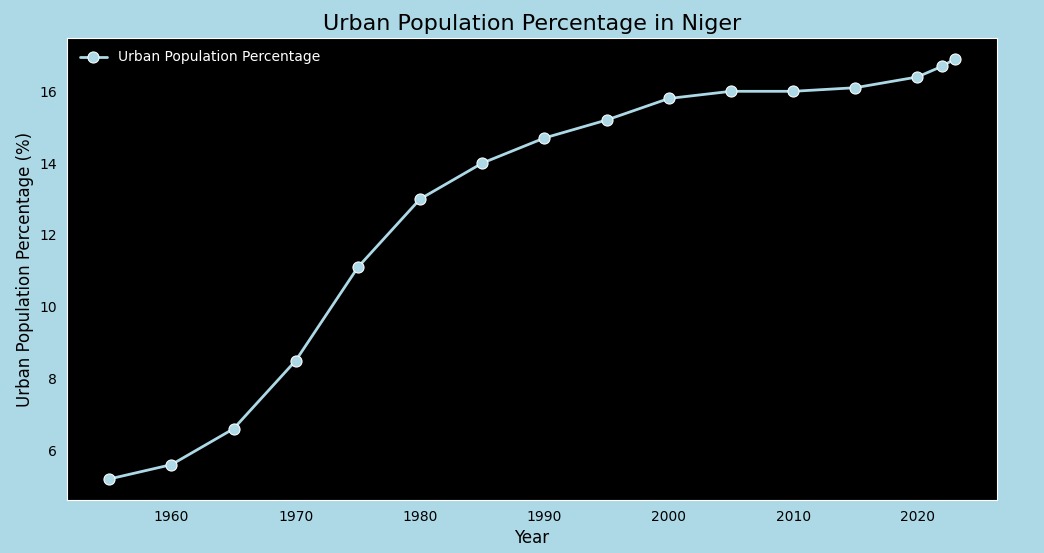 Urban Population Percentage in Niger
Urban Population Percentage
Urban Population Percentage (%)
16
14
12
10
8
6
1960 1970 1980 1990 2000 2010 2020
Year